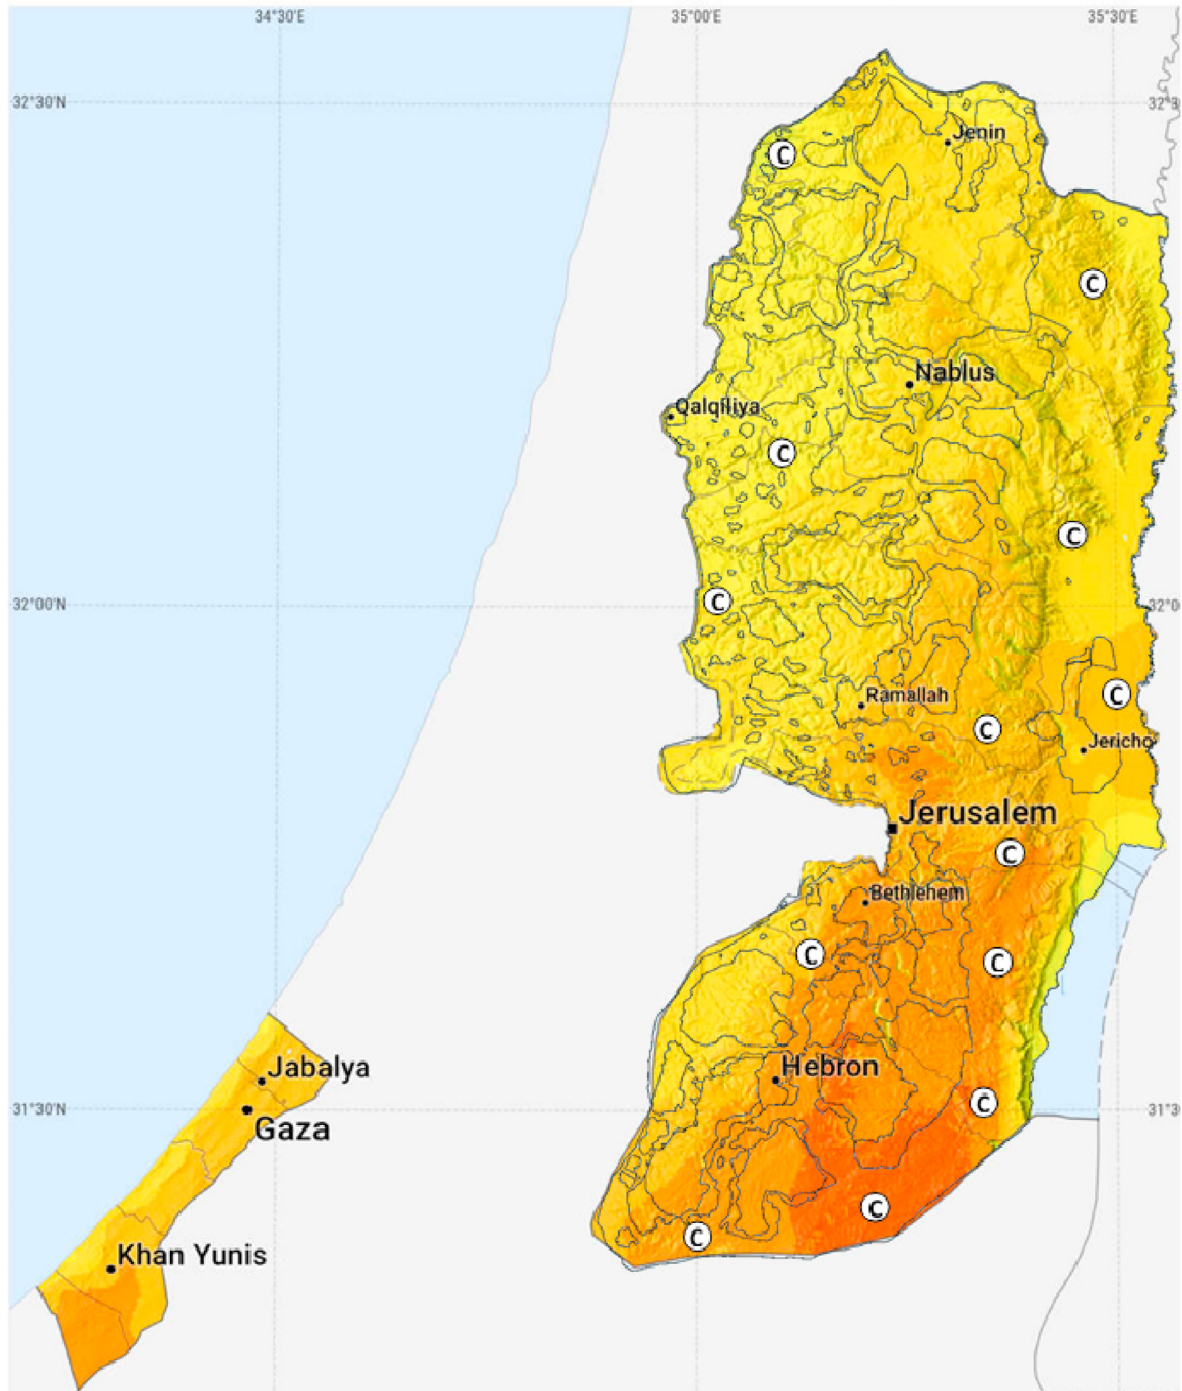 34°30'E
35°00'E
35°30'E
32°30'N
32°3
Jenin
C
C
Nablus
Qalqiliya
C
C
32°00'N
C
32°0
Ramallah
C
C
Jericho
Jerusalem
C
Bethlehem
C
C
Jabalya
Hebron
31°30'N
C
31°3
Gaza
C
C
Khan Yunis